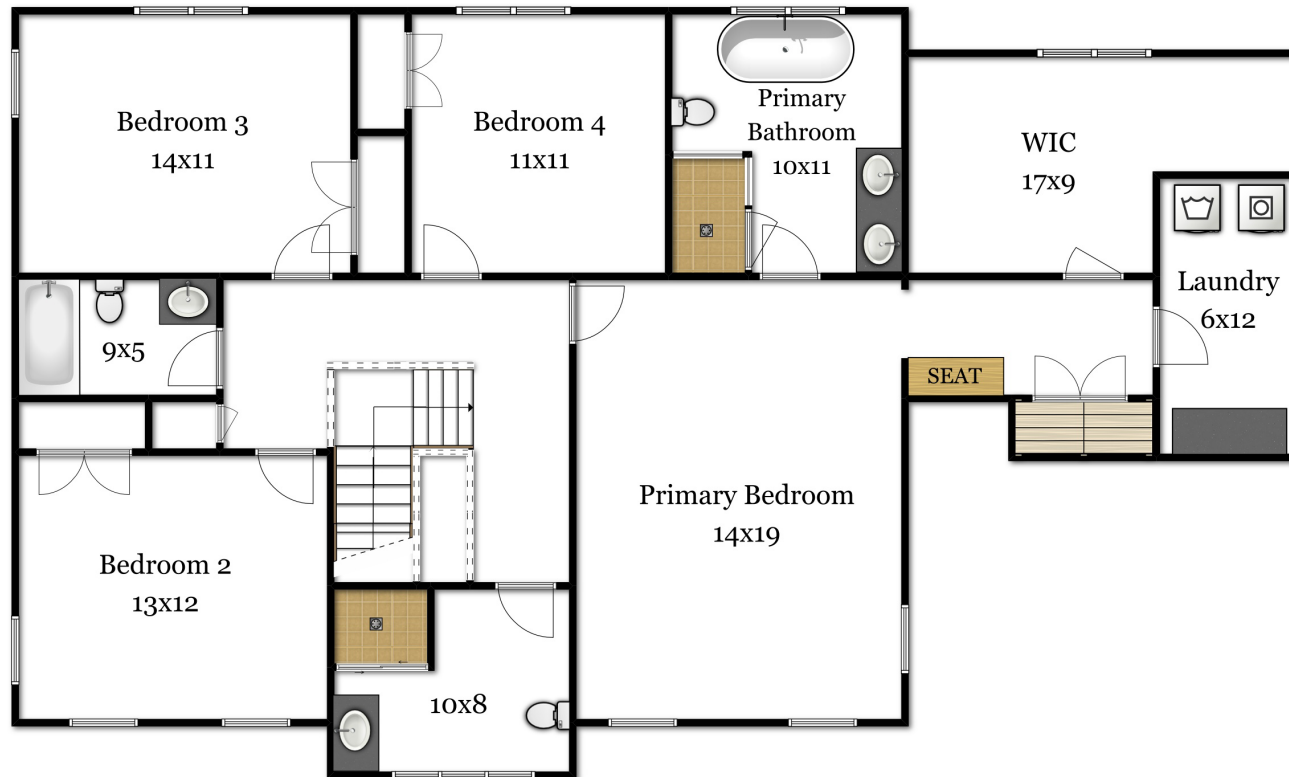 Bedroom 3
14x11
Bedroom 4
11x11
Primary
Bathroom
10x11
WIC
17x9
Laundry
6x12
9x5
SEAT
Primary Bedroom
14x19
Bedroom 2
13x12
10x8